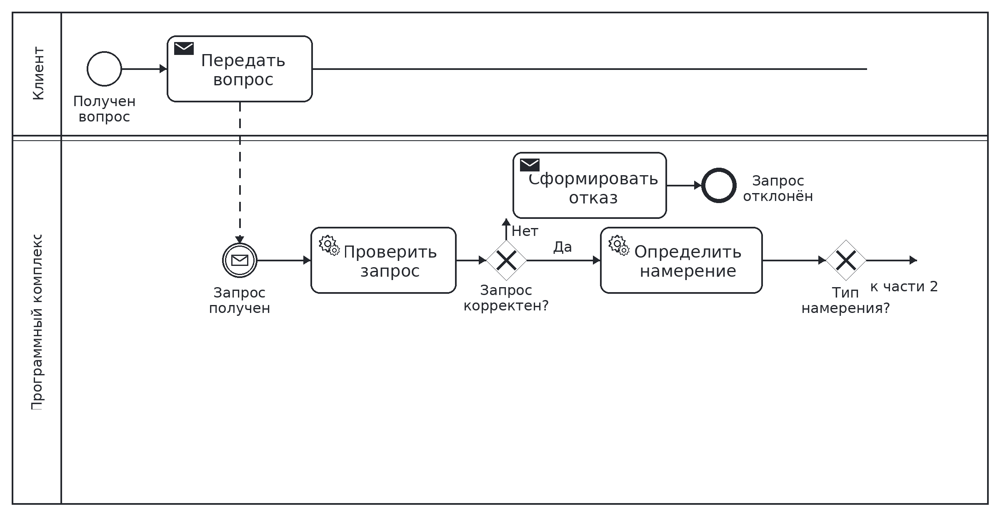 Клиент
Передать
вопрос
Получен
вопрос
Программный комплекс
Сформировать
отказ
Запрос
отклонён
Нет
Да
Проверить
запрос
Определить
намерение
Запрос
получен
Запрос
корректен?
Тип
намерения?
к части 2